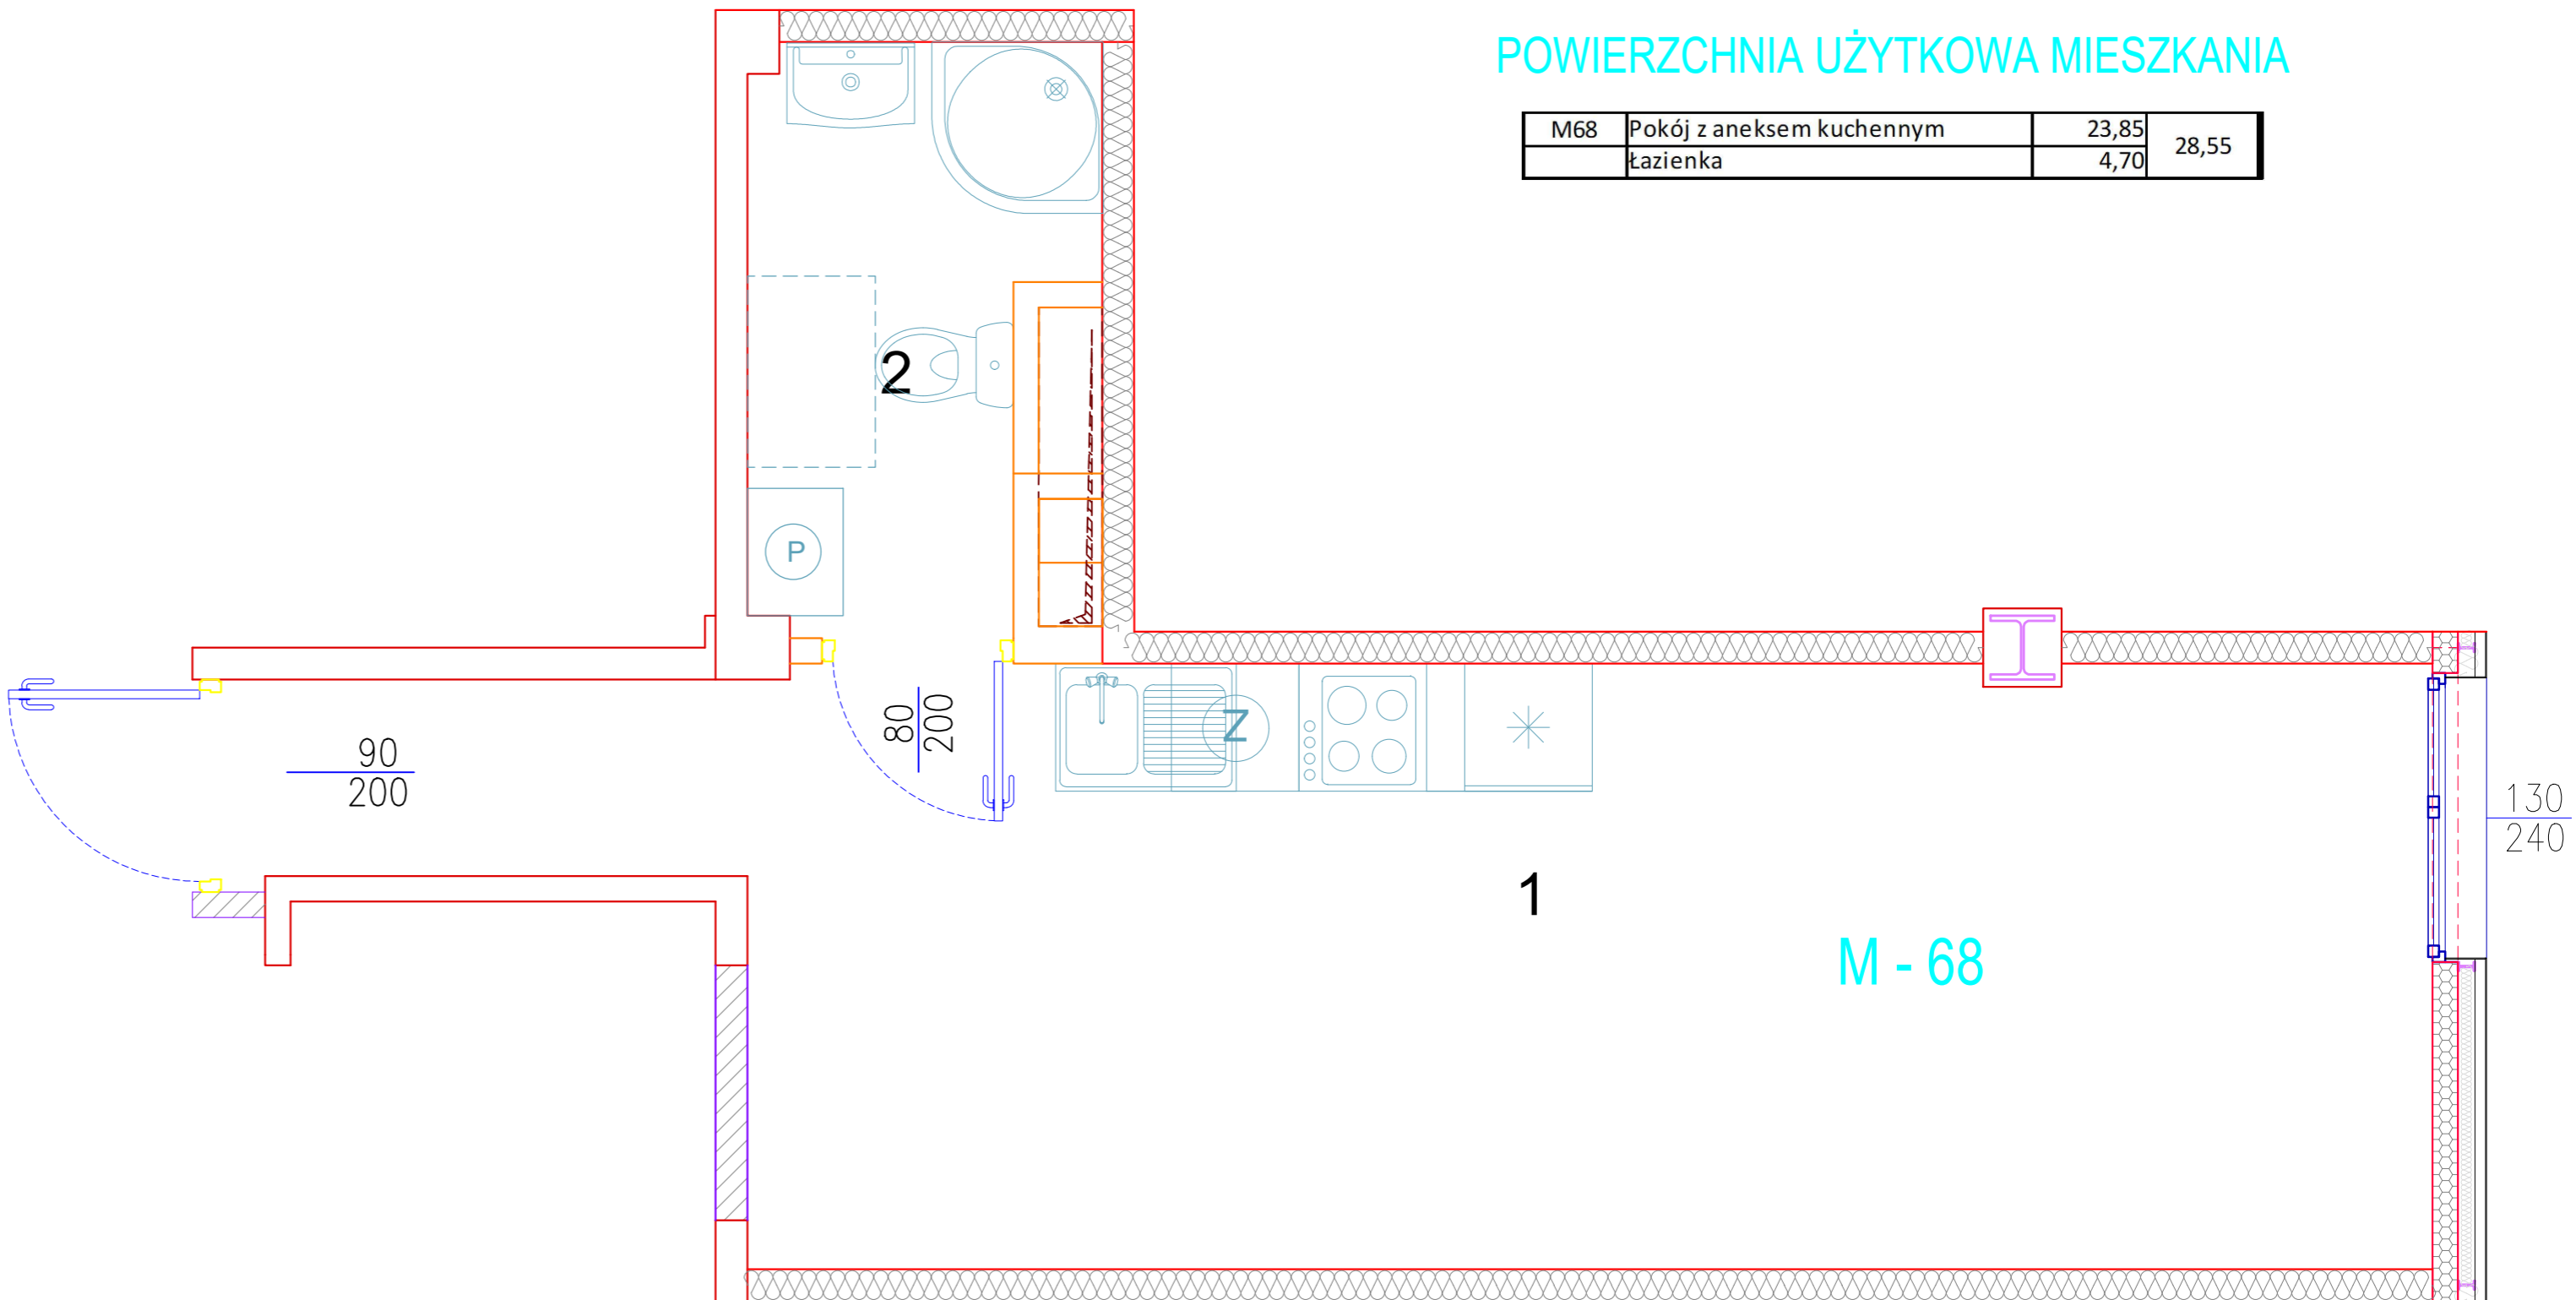 POWIERZCHNIA UŻYTKOWA MIESZKANIA
M68 Pokój z aneksem kuchennym 23,85 28,55
Łazienka 4,70
2
P
90
200
80
200
Z
1
M - 68
130
240